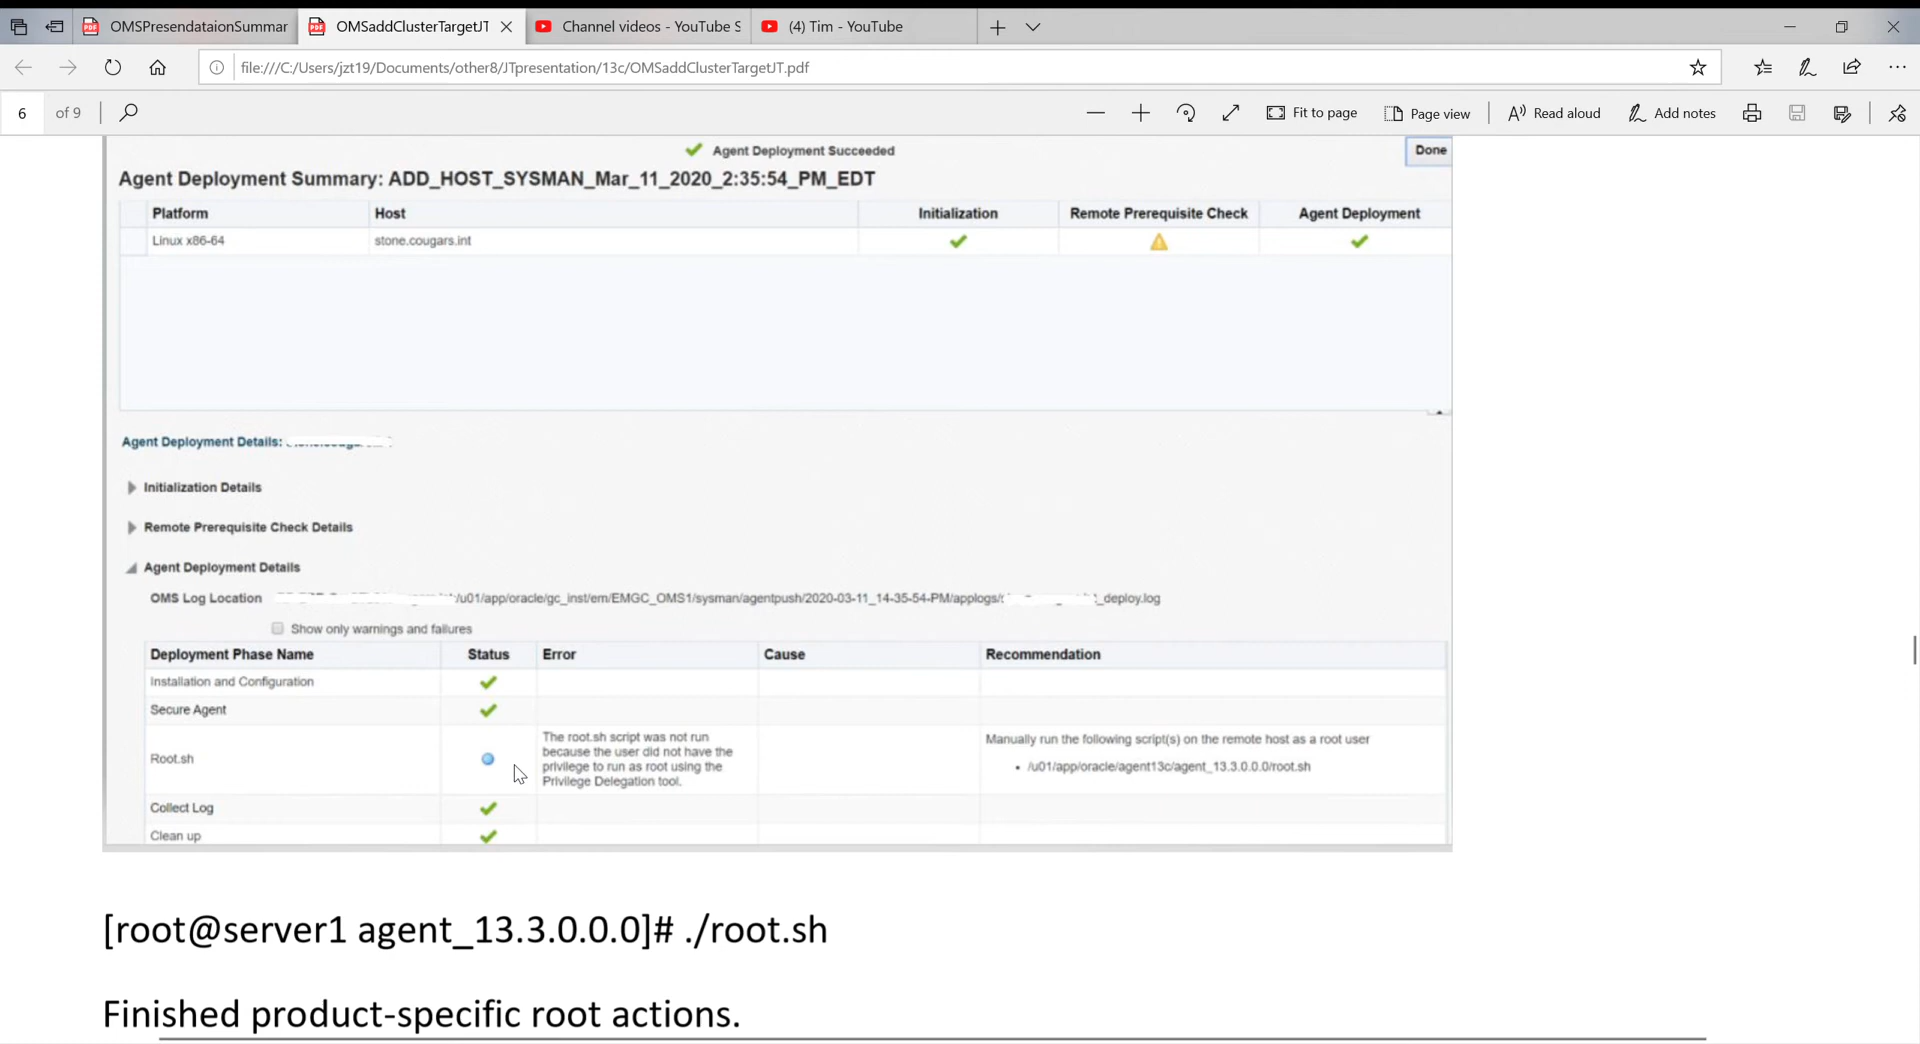 OMSPresendataionSummar
OMSaddClusterTargetJT
Channel videos - YouTube S
(4) Tim - YouTube
file:///C:/Users/jzt19/Documents/other8/JTpresentation/13c/OMSaddClusterTargetJT.pdf
6 of 9
Fit to page
Page view
Read aloud
Add notes
Agent Deployment Succeeded
Done
Agent Deployment Summary: ADD_HOST_SYSMAN_Mar_11_2020_2:35:54_PM_EDT
Platform Host Initialization Remote Prerequisite Check Agent Deployment
Linux x86-64 stone.cougars.int
Agent Deployment Details:
Initialization Details
Remote Prerequisite Check Details
Agent Deployment Details
OMS Log Location /u01/app/oracle/gc_inst/em/EMGC_OMS1/sysman/agentpush/2020-03-11_14-35-54-PM/applogs/ _deploy.log
Show only warnings and failures
Deployment Phase Name Status Error Cause Recommendation
Installation and Configuration
Secure Agent
Root.sh
The root.sh script was not run
because the user did not have the
privilege to run as root using the
Privilege Delegation tool.
Manually run the following script(s) on the remote host as a root user
• /u01/app/oracle/agent13c/agent_13.3.0.0.0/root.sh
Collect Log
Clean up
[root@server1 agent_13.3.0.0.0]# ./root.sh
Finished product-specific root actions.